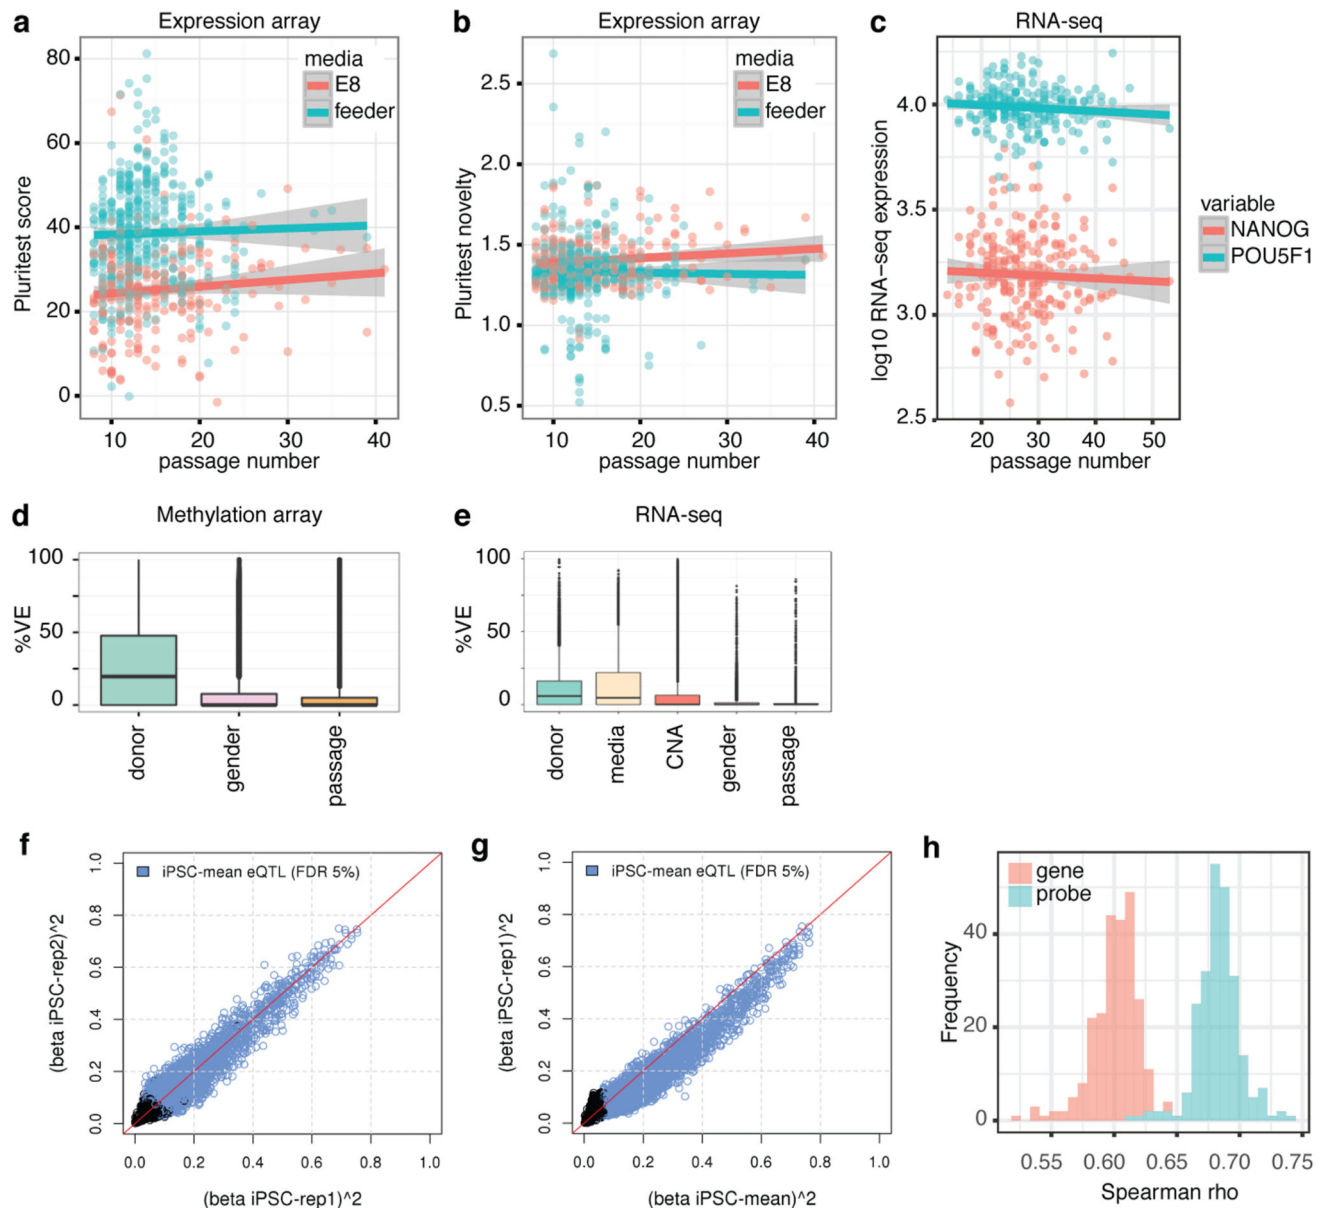 a
Expression array
media
E8
feeder
Pluritest score
80
60
40
20
0
10
20
30
40
passage number
b
Expression array
media
E8
feeder
Pluritest novelty
2.5
2.0
1.5
1.0
0.5
10
20
30
40
passage number
c
RNA-seq
log10 RNA-seq expression
4.0
3.5
3.0
2.5
20
30
40
50
passage number
variable
NANOG
POU5F1
d
Methylation array
%VE
100
50
0
donor
gender
passage
e
RNA-seq
%VE
100
50
0
donor
media
CNA
gender
passage
f
iPSC-mean eQTL (FDR 5%)
(beta iPSC-rep2)^2
1.0
0.8
0.6
0.4
0.2
0.0
0.0
0.2
0.4
0.6
0.8
1.0
(beta iPSC-rep1)^2
g
iPSC-mean eQTL (FDR 5%)
(beta iPSC-rep1)^2
1.0
0.8
0.6
0.4
0.2
0.0
0.0
0.2
0.4
0.6
0.8
1.0
(beta iPSC-mean)^2
h
gene
probe
Frequency
40
20
0
0.55
0.60
0.65
0.70
0.75
Spearman rho